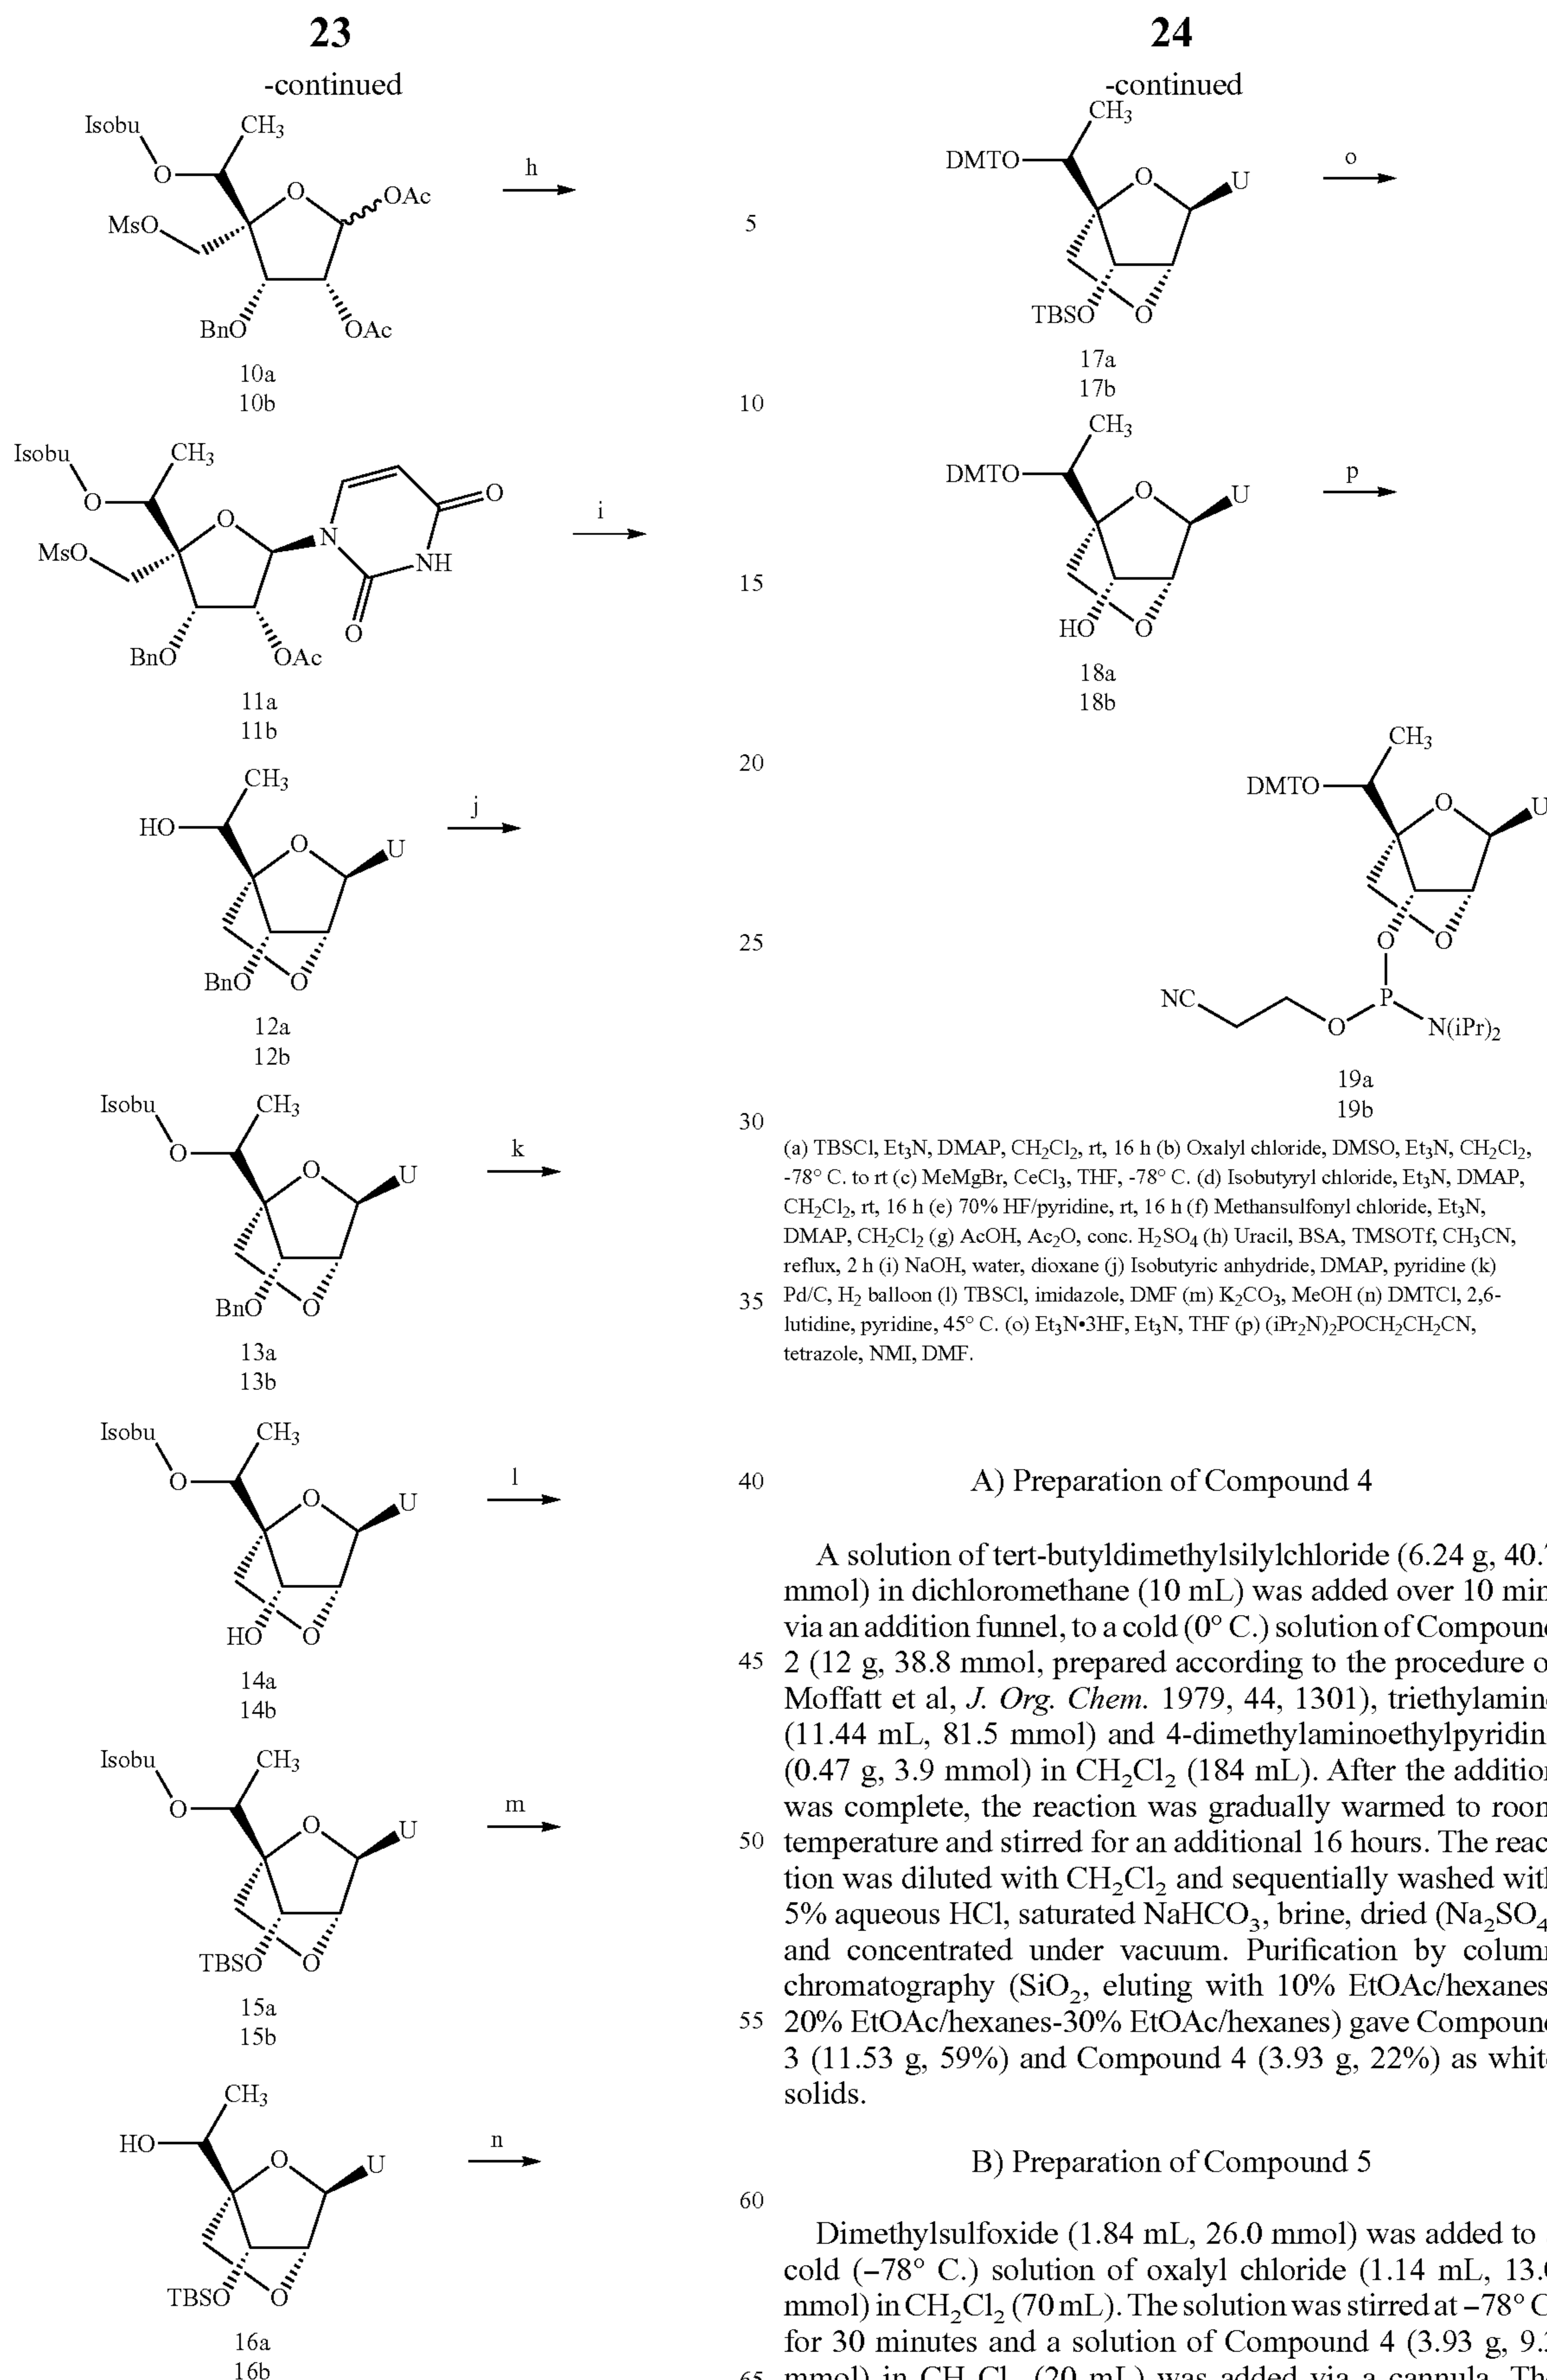 23
-continued
Isobu
CH3
O
O
OAc
MsO
BnO
OAc
h
10a
10b
Isobu
CH3
O
O
N
O
NH
O
MsO
BnO
OAc
i
11a
11b
CH3
HO
O
U
BnO
O
j
12a
12b
Isobu
CH3
O
O
U
BnO
O
k
13a
13b
Isobu
CH3
O
O
U
HO
O
l
14a
14b
Isobu
CH3
O
O
U
TBSO
O
m
15a
15b
CH3
HO
O
U
TBSO
O
n
16a
16b
5
10
15
20
25
30
35
40
45
50
55
60
65
24
-continued
CH3
DMTO
O
U
TBSO
O
o
17a
17b
CH3
DMTO
O
U
HO
O
p
18a
18b
CH3
DMTO
O
U
O
O
NC
O
P
N(iPr)2
19a
19b
(a) TBSCl, Et3N, DMAP, CH2Cl2, rt, 16 h (b) Oxalyl chloride, DMSO, Et3N, CH2Cl2,
-78° C. to rt (c) MeMgBr, CeCl3, THF, -78° C. (d) Isobutyryl chloride, Et3N, DMAP,
CH2Cl2, rt, 16 h (e) 70% HF/pyridine, rt, 16 h (f) Methansulfonyl chloride, Et3N,
DMAP, CH2Cl2 (g) AcOH, Ac2O, conc. H2SO4 (h) Uracil, BSA, TMSOTf, CH3CN,
reflux, 2 h (i) NaOH, water, dioxane (j) Isobutyric anhydride, DMAP, pyridine (k)
Pd/C, H2 balloon (l) TBSCl, imidazole, DMF (m) K2CO3, MeOH (n) DMTCl, 2,6-
lutidine, pyridine, 45° C. (o) Et3N•3HF, Et3N, THF (p) (iPr2N)2POCH2CH2CN,
tetrazole, NMI, DMF.
A) Preparation of Compound 4
A solution of tert-butyldimethylsilylchloride (6.24 g,
mmol) in dichloromethane (10 mL) was added over 10 min
via an addition funnel, to a cold (0° C.) solution of
2 (12 g, 38.8 mmol, prepared according to the procedure
Moffatt et al, J. Org. Chem. 1979, 44, 1301),
(11.44 mL, 81.5 mmol) and
(0.47 g, 3.9 mmol) in CH2Cl2 (184 mL). After the
was complete, the reaction was gradually warmed to
temperature and stirred for an additional 16 hours. The reac
tion was diluted with CH2Cl2 and sequentially washed
5% aqueous HCl, saturated NaHCO3, brine, dried (Na2SO4
and concentrated under vacuum. Purification by
chromatography (SiO2, eluting with 10% EtOAc/hexanes
20% EtOAc/hexanes-30% EtOAc/hexanes) gave
3 (11.53 g, 59%) and Compound 4 (3.93 g, 22%) as
solids.
B) Preparation of Compound 5
Dimethylsulfoxide (1.84 mL, 26.0 mmol) was added to
cold (−78° C.) solution of oxalyl chloride (1.14 mL,
mmol) in CH2Cl2 (70 mL). The solution was stirred at −78° C
for 30 minutes and a solution of Compound 4 (3.93 g,
mmol) in CH2Cl2 (20 mL) was added via a cannula.